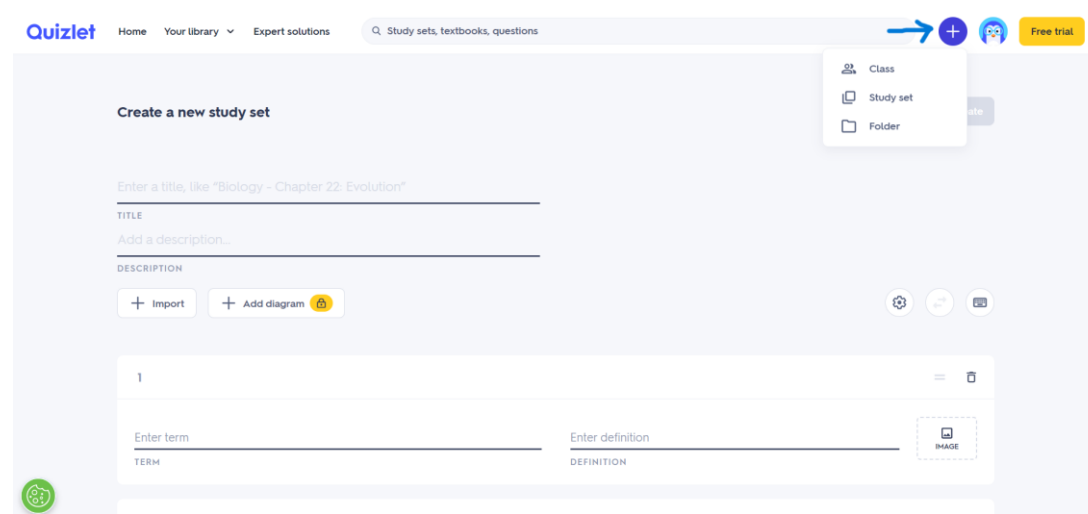 Quizlet
Home Your library Expert solutions
Study sets, textbooks, questions
Free trial
Class
Study set
Folder
Create a new study set
Enter a title, like "Biology - Chapter 22: Evolution"
TITLE
Add a description...
DESCRIPTION
+ Import
+ Add diagram
1
Enter term
TERM
Enter definition
DEFINITION
IMAGE